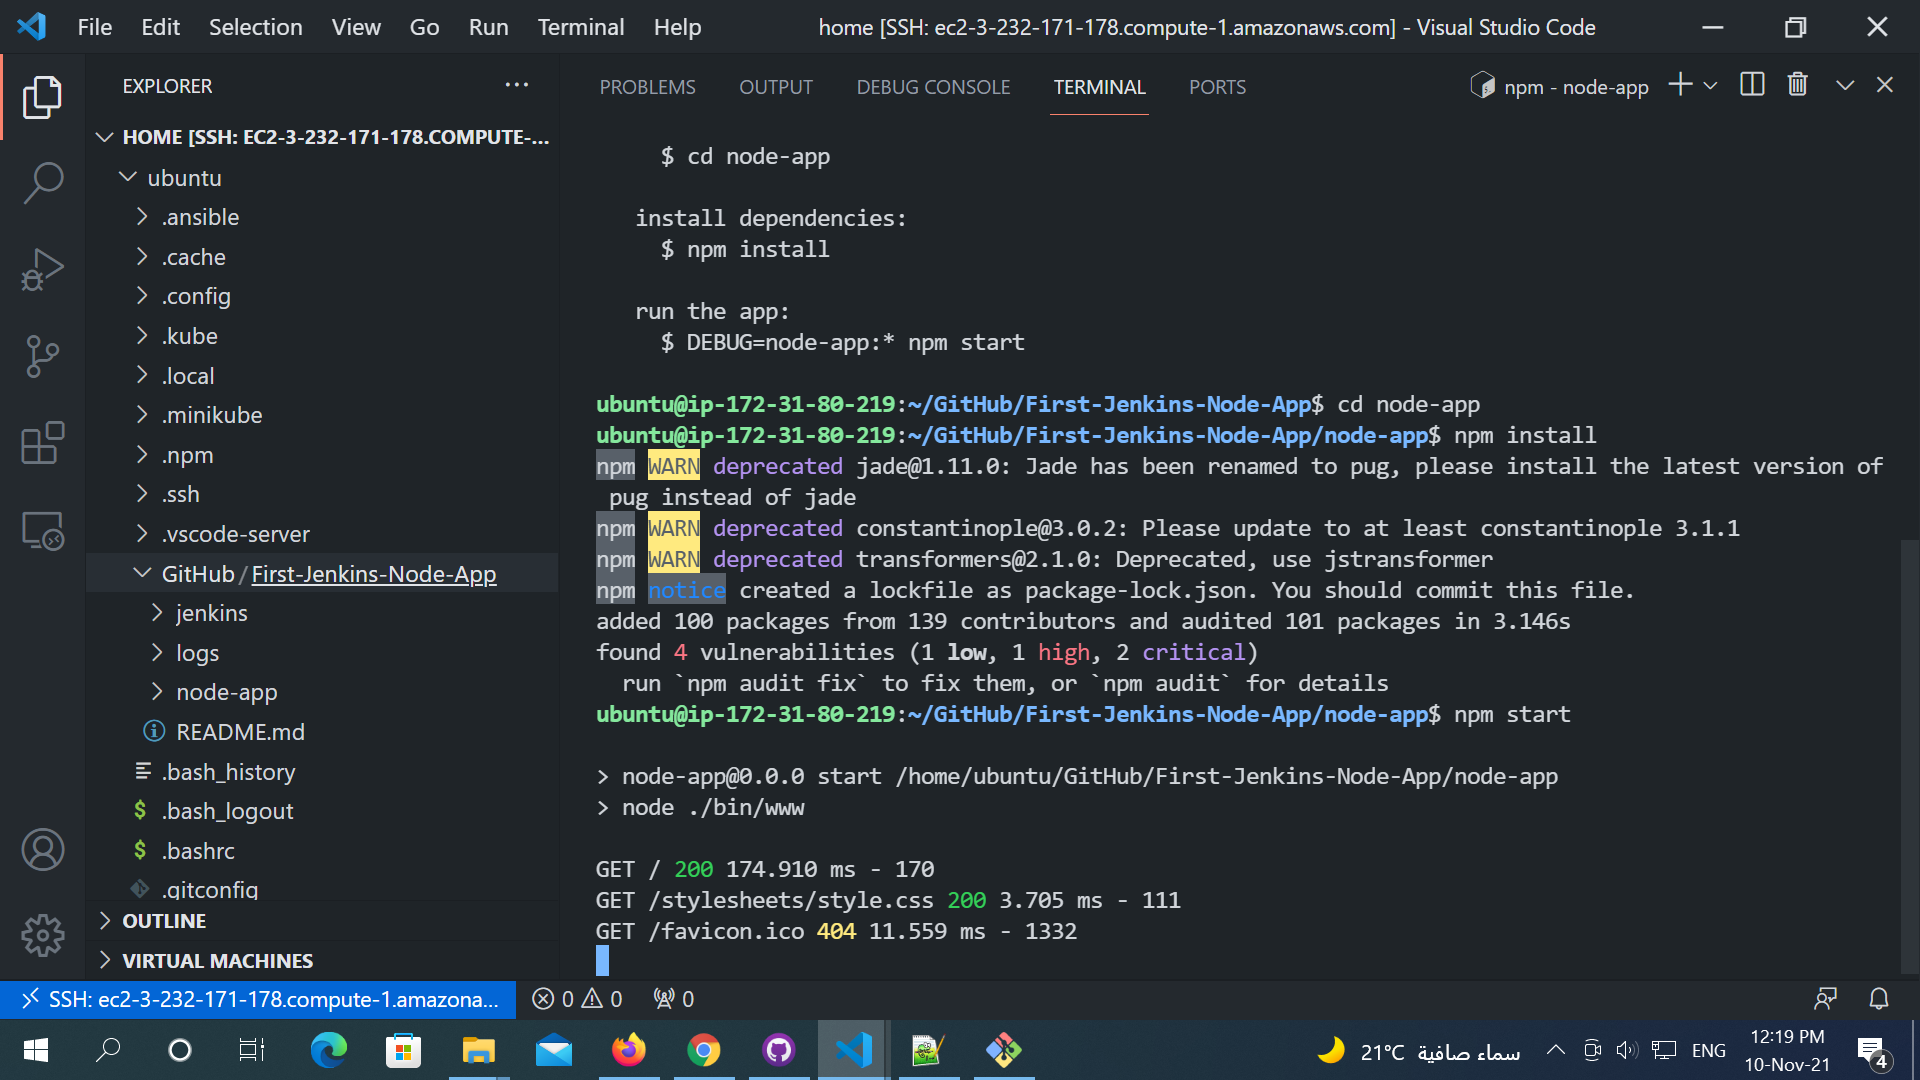 File Edit Selection View Go Run Terminal Help
home [SSH: ec2-3-232-171-178.compute-1.amazonaws.com] - Visual Studio Code
EXPLORER
HOME [SSH: EC2-3-232-171-178.COMPUTE-...
ubuntu
.ansible
.cache
.config
.kube
.local
.minikube
.npm
.ssh
.vscode-server
GitHub / First-Jenkins-Node-App
jenkins
logs
node-app
README.md
.bash_history
$ .bash_logout
$ .bashrc
.gitconfig
OUTLINE
VIRTUAL MACHINES
PROBLEMS OUTPUT DEBUG CONSOLE TERMINAL PORTS
npm - node-app
$ cd node-app
install dependencies:
$ npm install
run the app:
$ DEBUG=node-app:* npm start
ubuntu@ip-172-31-80-219:~/GitHub/First-Jenkins-Node-App$ cd node-app
ubuntu@ip-172-31-80-219:~/GitHub/First-Jenkins-Node-App/node-app$ npm install
npm WARN deprecated jade@1.11.0: Jade has been renamed to pug, please install the latest version of
pug instead of jade
npm WARN deprecated constantinople@3.0.2: Please update to at least constantinople 3.1.1
npm WARN deprecated transformers@2.1.0: Deprecated, use jstransformer
npm notice created a lockfile as package-lock.json. You should commit this file.
added 100 packages from 139 contributors and audited 101 packages in 3.146s
found 4 vulnerabilities (1 low, 1 high, 2 critical)
run `npm audit fix` to fix them, or `npm audit` for details
ubuntu@ip-172-31-80-219:~/GitHub/First-Jenkins-Node-App/node-app$ npm start
> node-app@0.0.0 start /home/ubuntu/GitHub/First-Jenkins-Node-App/node-app
> node ./bin/www
GET / 200 174.910 ms - 170
GET /stylesheets/style.css 200 3.705 ms - 111
GET /favicon.ico 404 11.559 ms - 1332
SSH: ec2-3-232-171-178.compute-1.amazona... 0 0 0
21°C سماء صافية
ENG
12:19 PM
10-Nov-21
4